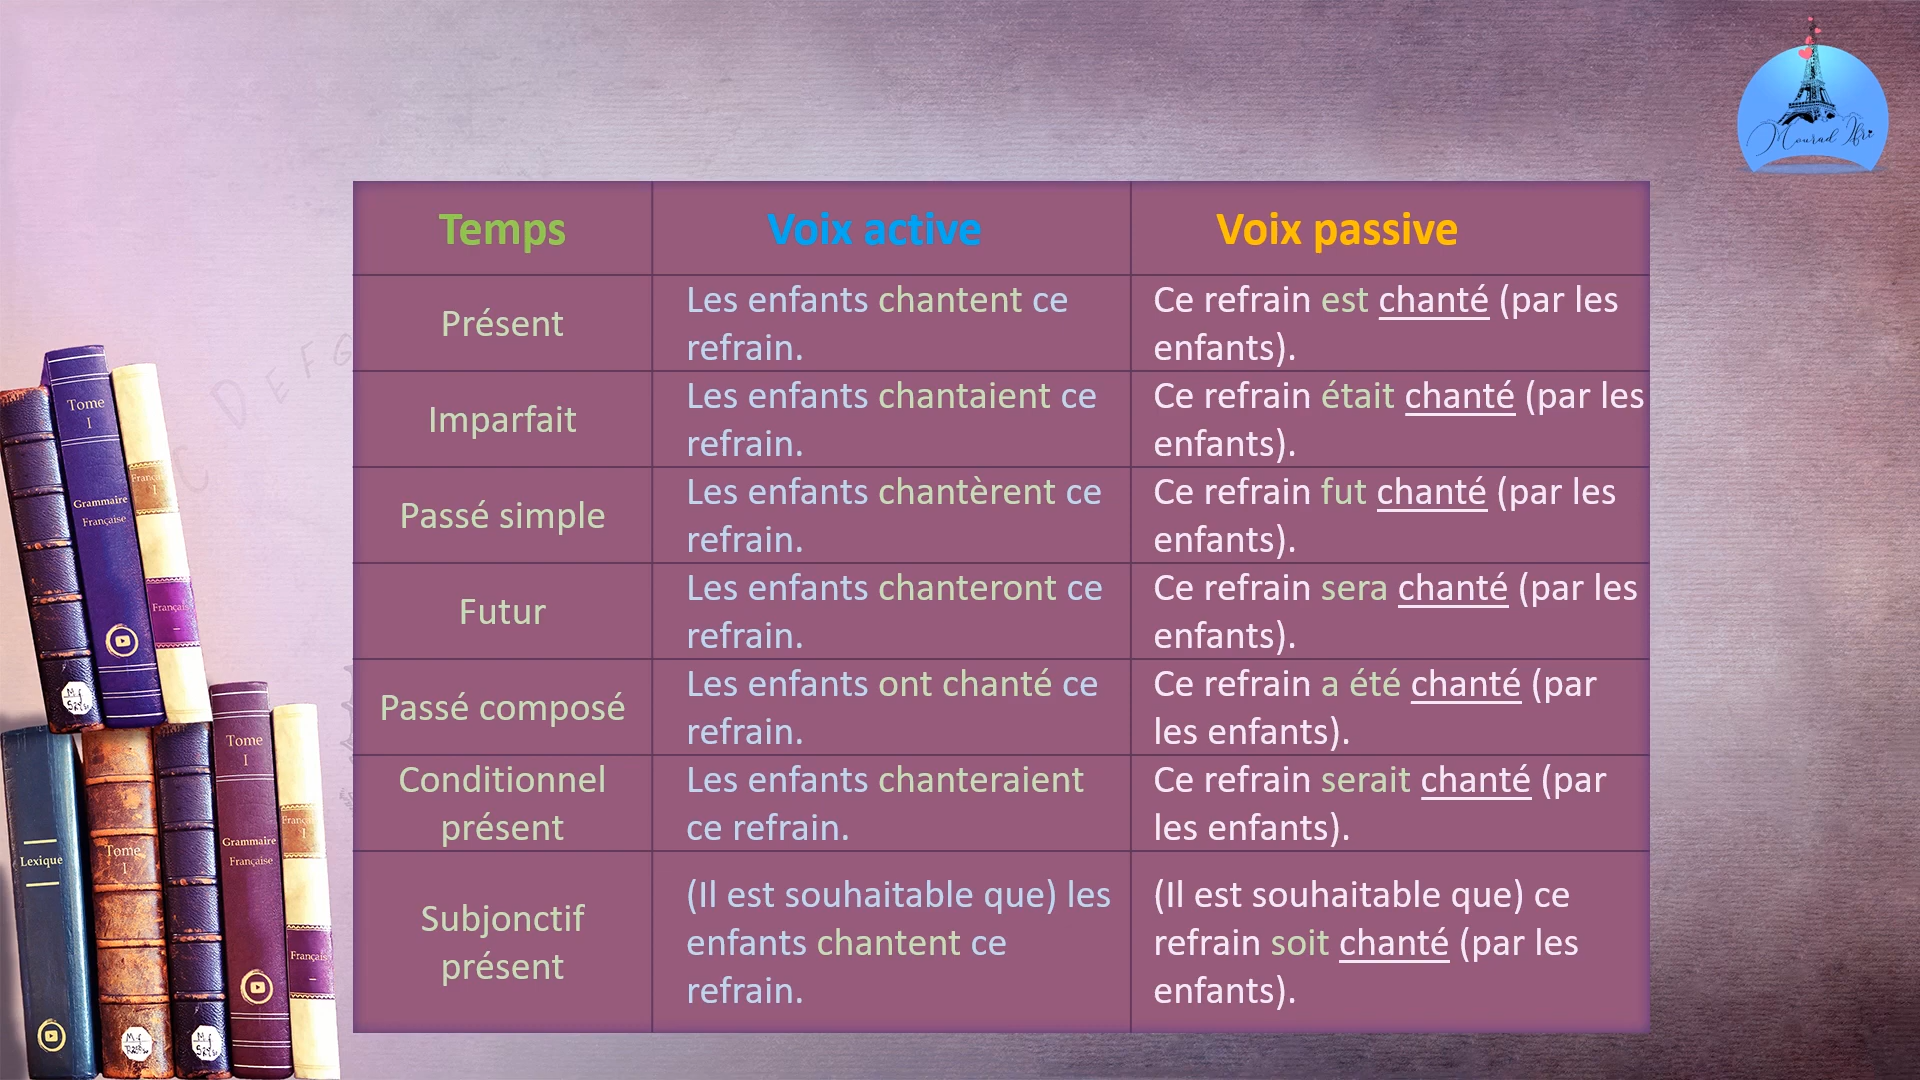 Mourad Ifri
Temps
Voix active
Voix passive
Présent
Les enfants chantent ce
refrain.
Ce refrain est chanté (par les
enfants).
Imparfait
Les enfants chantaient ce
refrain.
Ce refrain était chanté (par les
enfants).
Passé simple
Les enfants chantèrent ce
refrain.
Ce refrain fut chanté (par les
enfants).
Futur
Les enfants chanteront ce
refrain.
Ce refrain sera chanté (par les
enfants).
Passé composé
Les enfants ont chanté ce
refrain.
Ce refrain a été chanté (par
les enfants).
Conditionnel
présent
Les enfants chanteraient
ce refrain.
Ce refrain serait chanté (par
les enfants).
Subjonctif
présent
(Il est souhaitable que) les
enfants chantent ce
refrain.
(Il est souhaitable que) ce
refrain soit chanté (par les
enfants).
C D E F G
Tome
I
Grammaire
Française
Français
I
Français
Lexique
Tome
I
Tome
I
Grammaire
Française
Français
I
Français